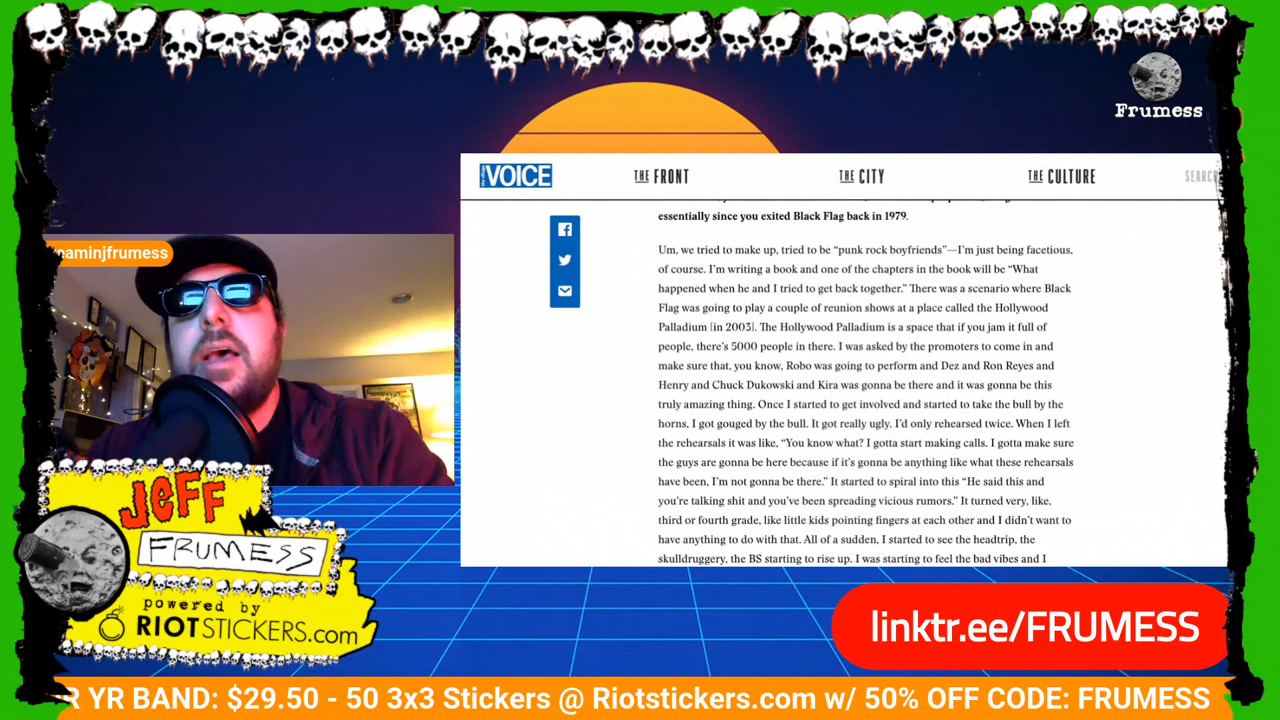 Frumess
the village VOICE
THE FRONT
THE CITY
THE CULTURE
SEARC
essentially since you exited Black Flag back in 1979.
Um, we tried to make up, tried to be “punk rock boyfriends”—I’m just being facetious,
of course. I’m writing a book and one of the chapters in the book will be “What
happened when he and I tried to get back together.” There was a scenario where Black
Flag was going to play a couple of reunion shows at a place called the Hollywood
Palladium [in 2003]. The Hollywood Palladium is a space that if you jam it full of
people, there’s 5000 people in there. I was asked by the promoters to come in and
make sure that, you know, Robo was going to perform and Dez and Ron Reyes and
Henry and Chuck Dukowski and Kira was gonna be there and it was gonna be this
truly amazing thing. Once I started to get involved and started to take the bull by the
horns, I got gouged by the bull. It got really ugly. I’d only rehearsed twice. When I left
the rehearsals it was like, “You know what? I gotta start making calls. I gotta make sure
the guys are gonna be here because if it’s gonna be anything like what these rehearsals
have been, I’m not gonna be there.” It started to spiral into this “He said this and
you’re talking shit and you’ve been spreading vicious rumors.” It turned very, like,
third or fourth grade, like little kids pointing fingers at each other and I didn’t want to
have anything to do with that. All of a sudden, I started to see the headtrip, the
skulldruggery, the BS starting to rise up. I was starting to feel the bad vibes and I
eaminjfrumess
JEFF
FRUMESS
powered by
RIOTSTICKERS.com
linktr.ee/FRUMESS
R YR BAND: $29.50 - 50 3x3 Stickers @ Riotstickers.com w/ 50% OFF CODE: FRUMESS